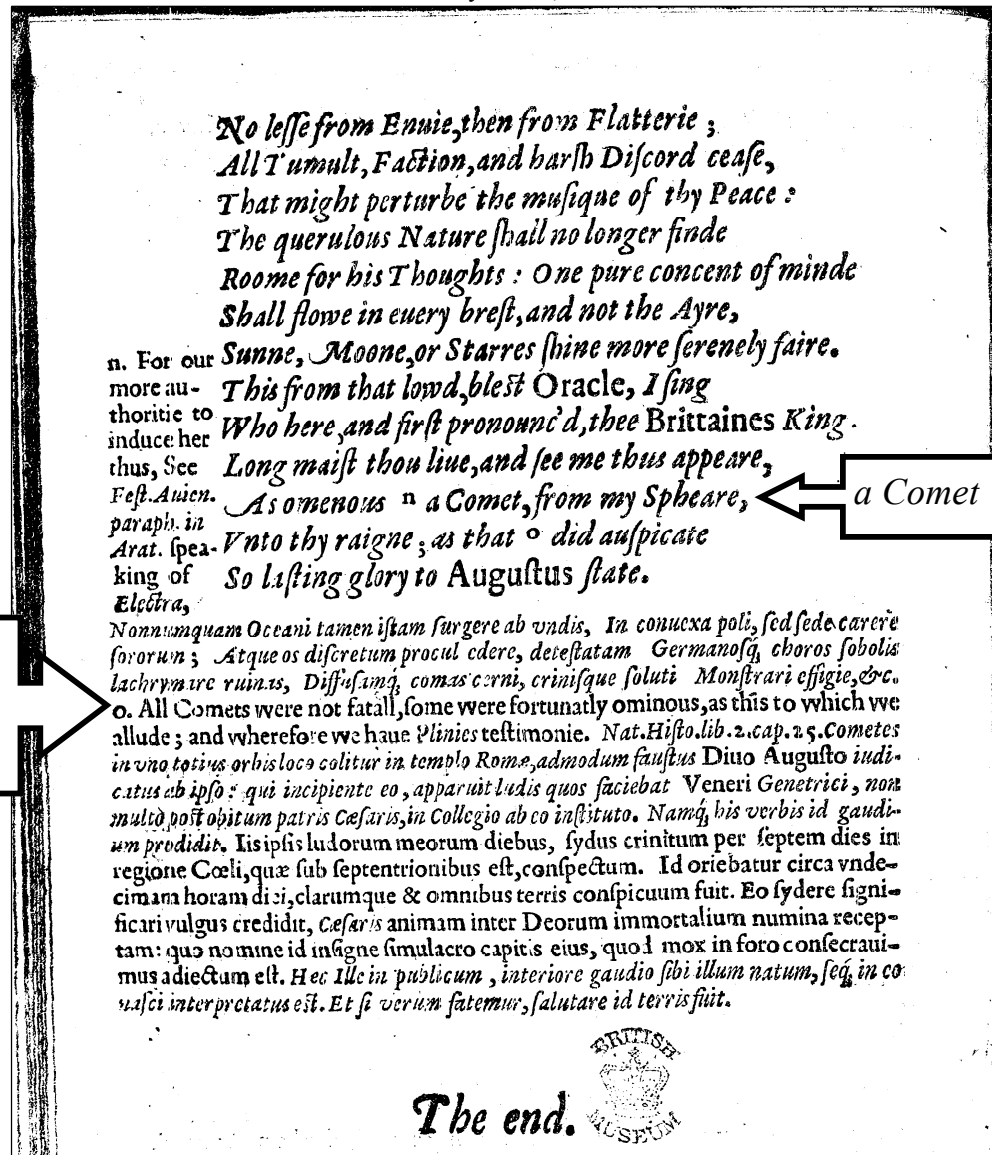 No leſſe from Enuie,then from Flatterie ;
All Tumult, Faction,and harſh Diſcord ceaſe,
That might perturbe the muſique of thy Peace :
The querulous Nature ſhall no longer finde
Roome for his Thoughts : One pure concent of minde
Shall flowe in euery breſt,and not the Ayre,
Sunne, Moone,or Starres ſhine more ſerenely faire.
This from that lowd,bleſt Oracle, I ſing
Who here,and firſt pronounc'd,thee Brittaines King.
Long maiſt thou liue,and ſee me thus appeare,
As omenous n a Comet,from my Spheare,
Vnto thy raigne ; as that o did auſpicate
So laſting glory to Auguſtus ſtate.
a Comet
n. For our
more au-
thoritie to
induce her
thus, See
Feſt.Auien.
paraph. in
Arat. ſpea-
king of
Electra,
Nonnumquam Oceani tamen iſtam ſurgere ab vndis, In conuexa poli, ſed ſede carere
ſororum ; Atque os diſcretum procul edere, deteſtatam Germanoſq́, choros ſobolis
lachrymare ruinas, Diffuſamq́, comas cerni, criniſque ſoluti Monſtrari effigie,&c.
o. All Comets were not fatall,ſome were fortunatly ominous,as this to which we
allude ; and wherefore we haue Plinies teſtimonie. Nat.Hiſto.lib.2.cap.25.Cometes
in vno totius orbis loco colitur in templo Romæ,admodum fauſtus Diuo Auguſto iudi-
catus ab ipſo : qui incipiente eo, apparuit ludis quos faciebat Veneri Genetrici, non
multò post obitum patris Cæſaris,in Collegio ab eo inſtituto. Namq́, his verbis id gaudi-
um prodidit. Iis ipſis ludorum meorum diebus, ſydus crinitum per ſeptem dies in
regione Cœli,quæ ſub ſeptentrionibus eſt,conſpectum. Id oriebatur circa vnde-
cimam horam diei,clarumque & omnibus terris conſpicuum fuit. Eo ſydere ſigni-
ficari vulgus credidit, Cæſaris animam inter Deorum immortalium numina recep-
tam: quo nomine id inſigne ſimulacro capitis eius, quod mox in foro conſecraui-
mus adiectum eſt. Hec Ille in publicum, interiore gaudio ſibi illum natum, ſeq́, in eo
naſci interpretatus eſt. Et ſi verum fatemur, ſalutare id terris fuit.
BRITISH
MUSEUM
The end.